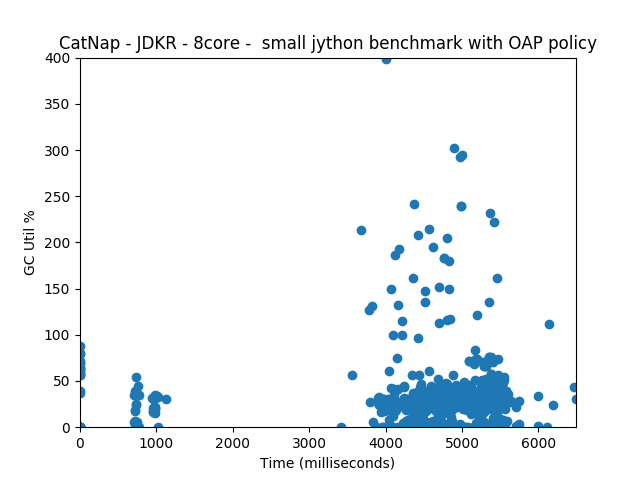 CatNap - JDKR - 8core -  small jython benchmark with OAP policy
400
350
300
250
200
150
100
50
0
GC Util %
0 1000 2000 3000 4000 5000 6000
Time (milliseconds)